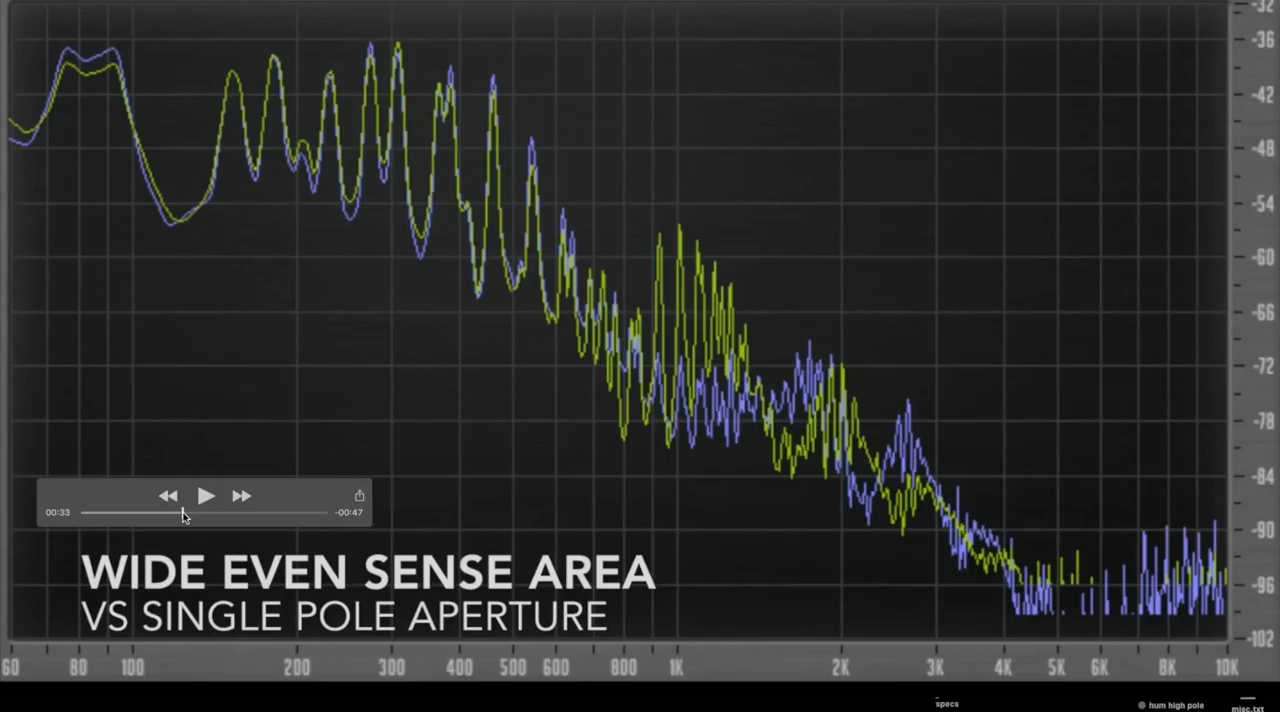 -32
-36
-42
-48
-54
-60
-66
-72
-78
-84
-90
-96
-102
00:33 -00:47
WIDE EVEN SENSE AREA
VS SINGLE POLE APERTURE
60 80 100 200 300 400 500 600 800 1K 2K 3K 4K 5K 6K 8K 10K
specs
hum high pole
misc.txt